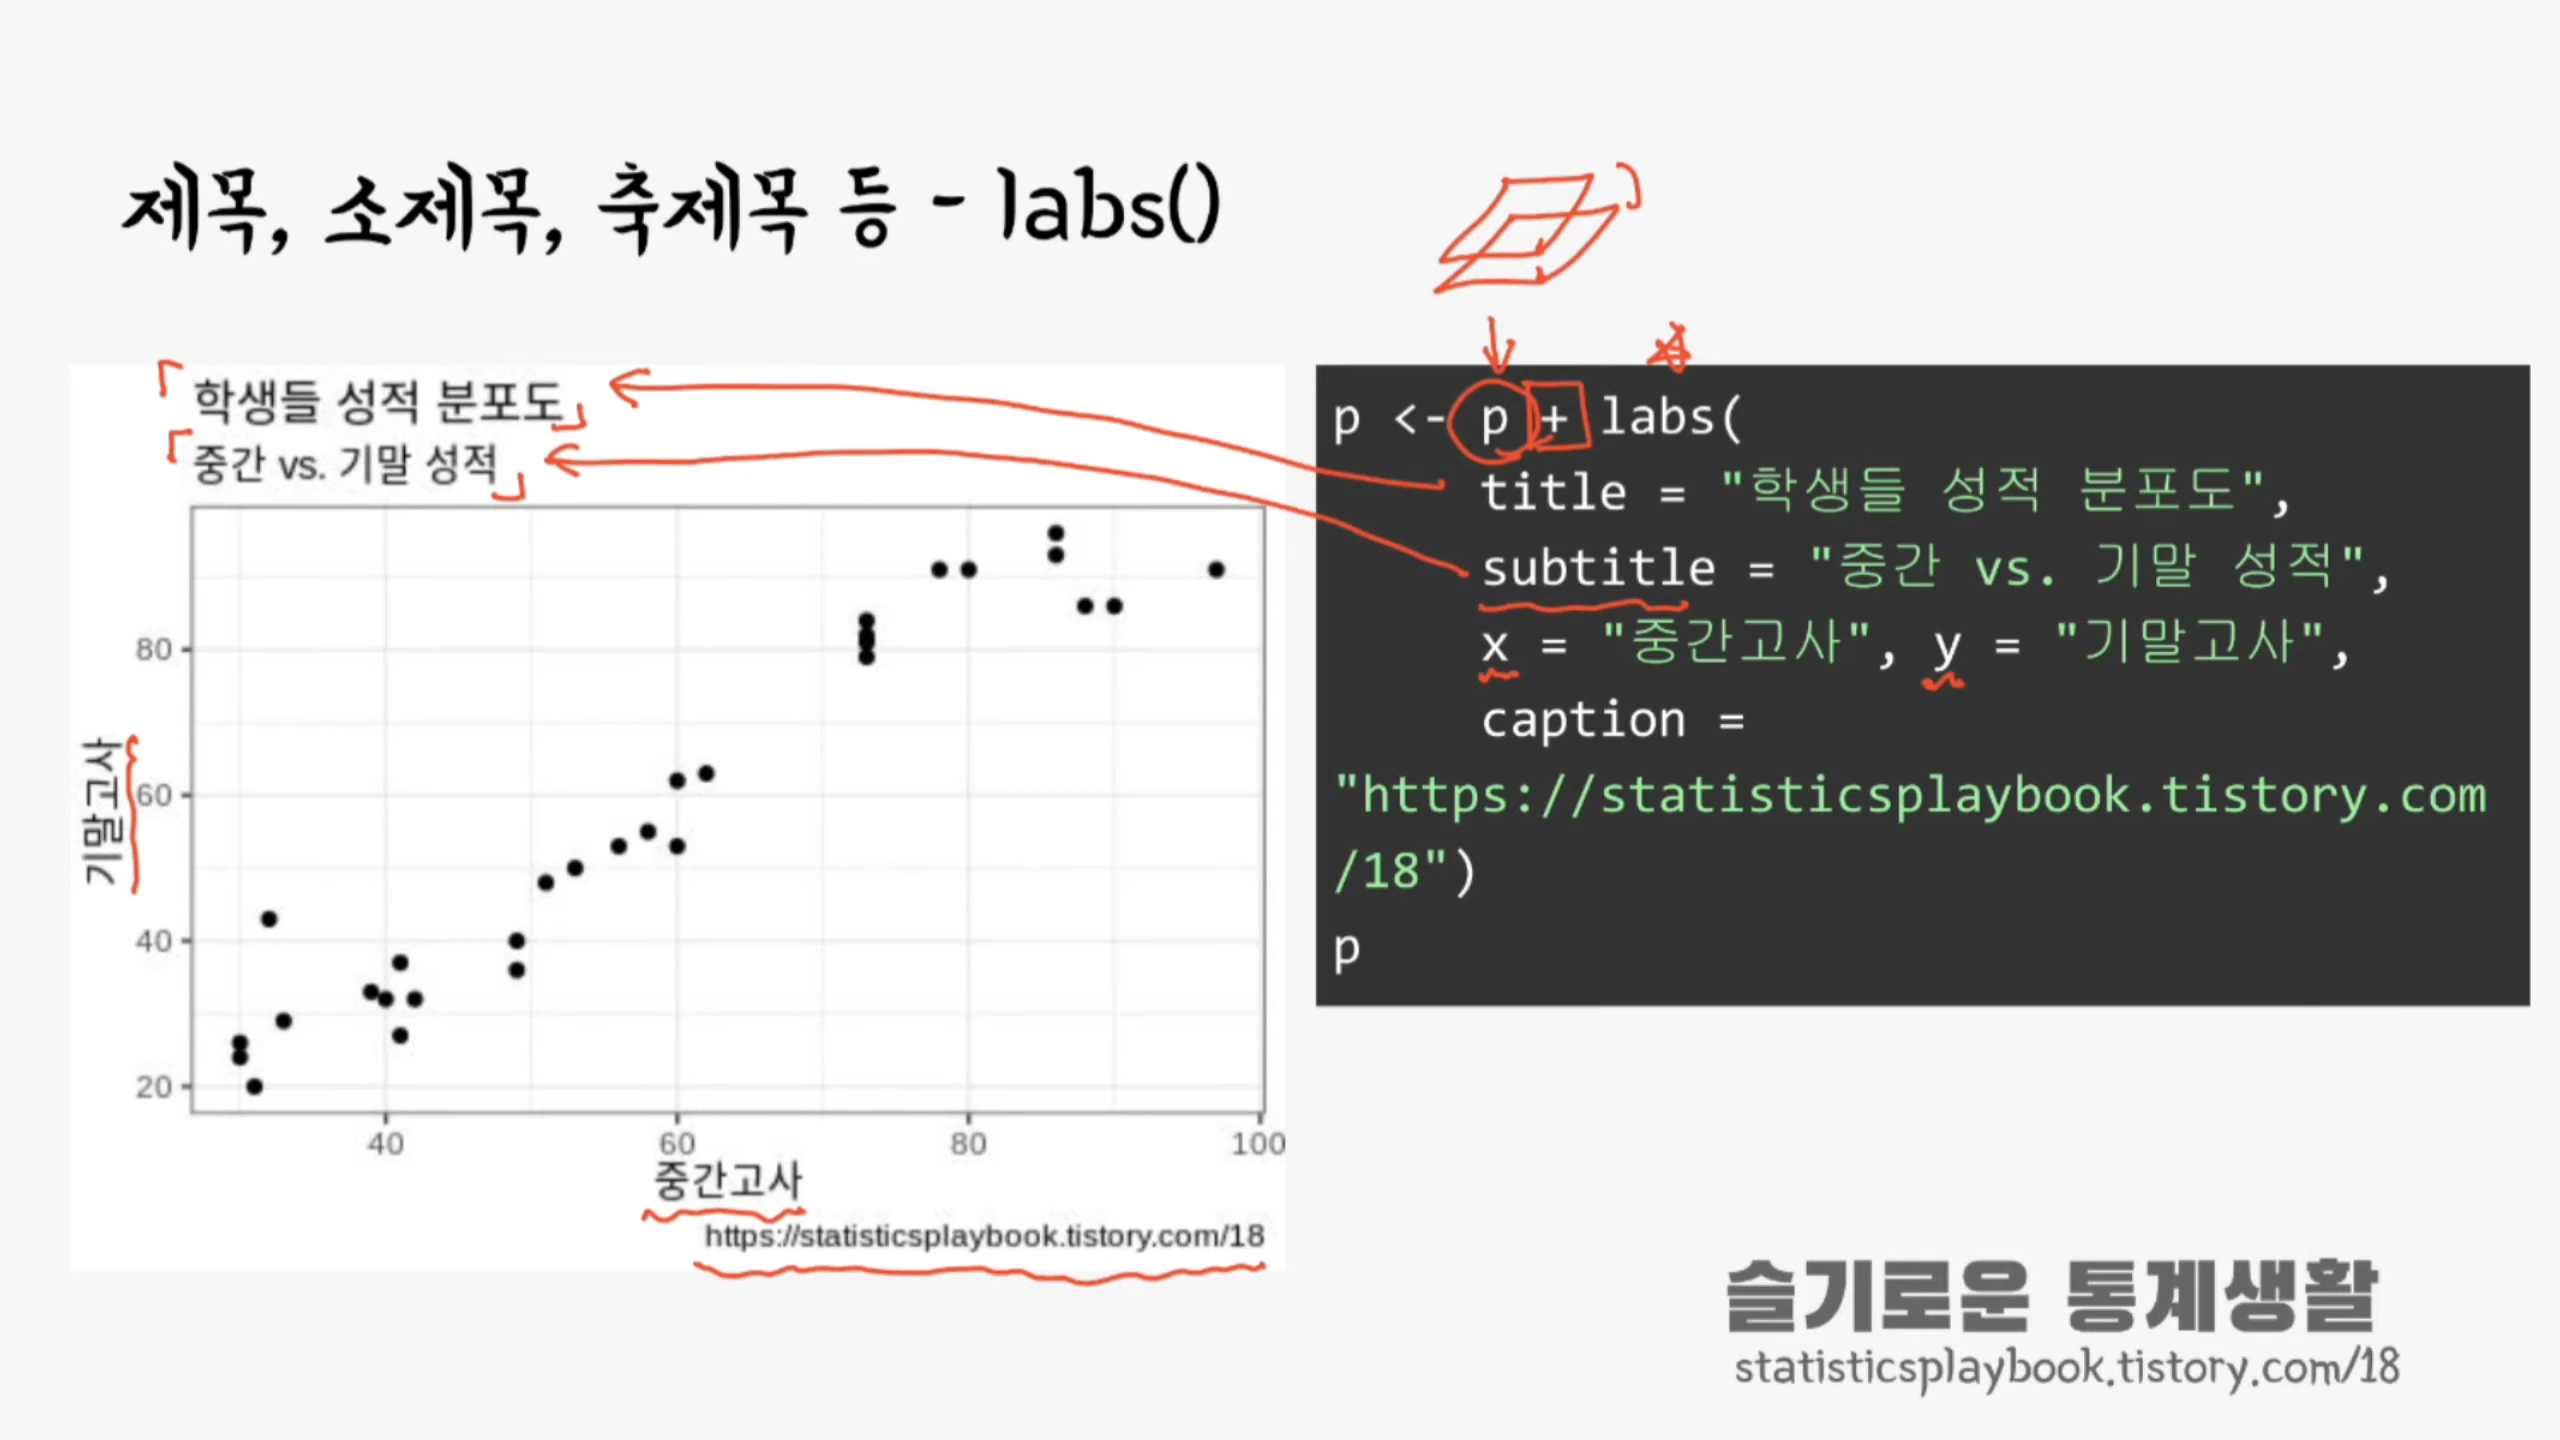 제목, 소제목, 축제목 등 - labs()
학생들 성적 분포도
중간 vs. 기말 성적
80
60
40
20
기말고사
40 60 80 100
중간고사
https://statisticsplaybook.tistory.com/18
p <- p + labs(
title = "학생들 성적 분포도",
subtitle = "중간 vs. 기말 성적",
x = "중간고사", y = "기말고사",
caption =
"https://statisticsplaybook.tistory.com
/18")
p
슬기로운 통계생활
statisticsplaybook.tistory.com/18